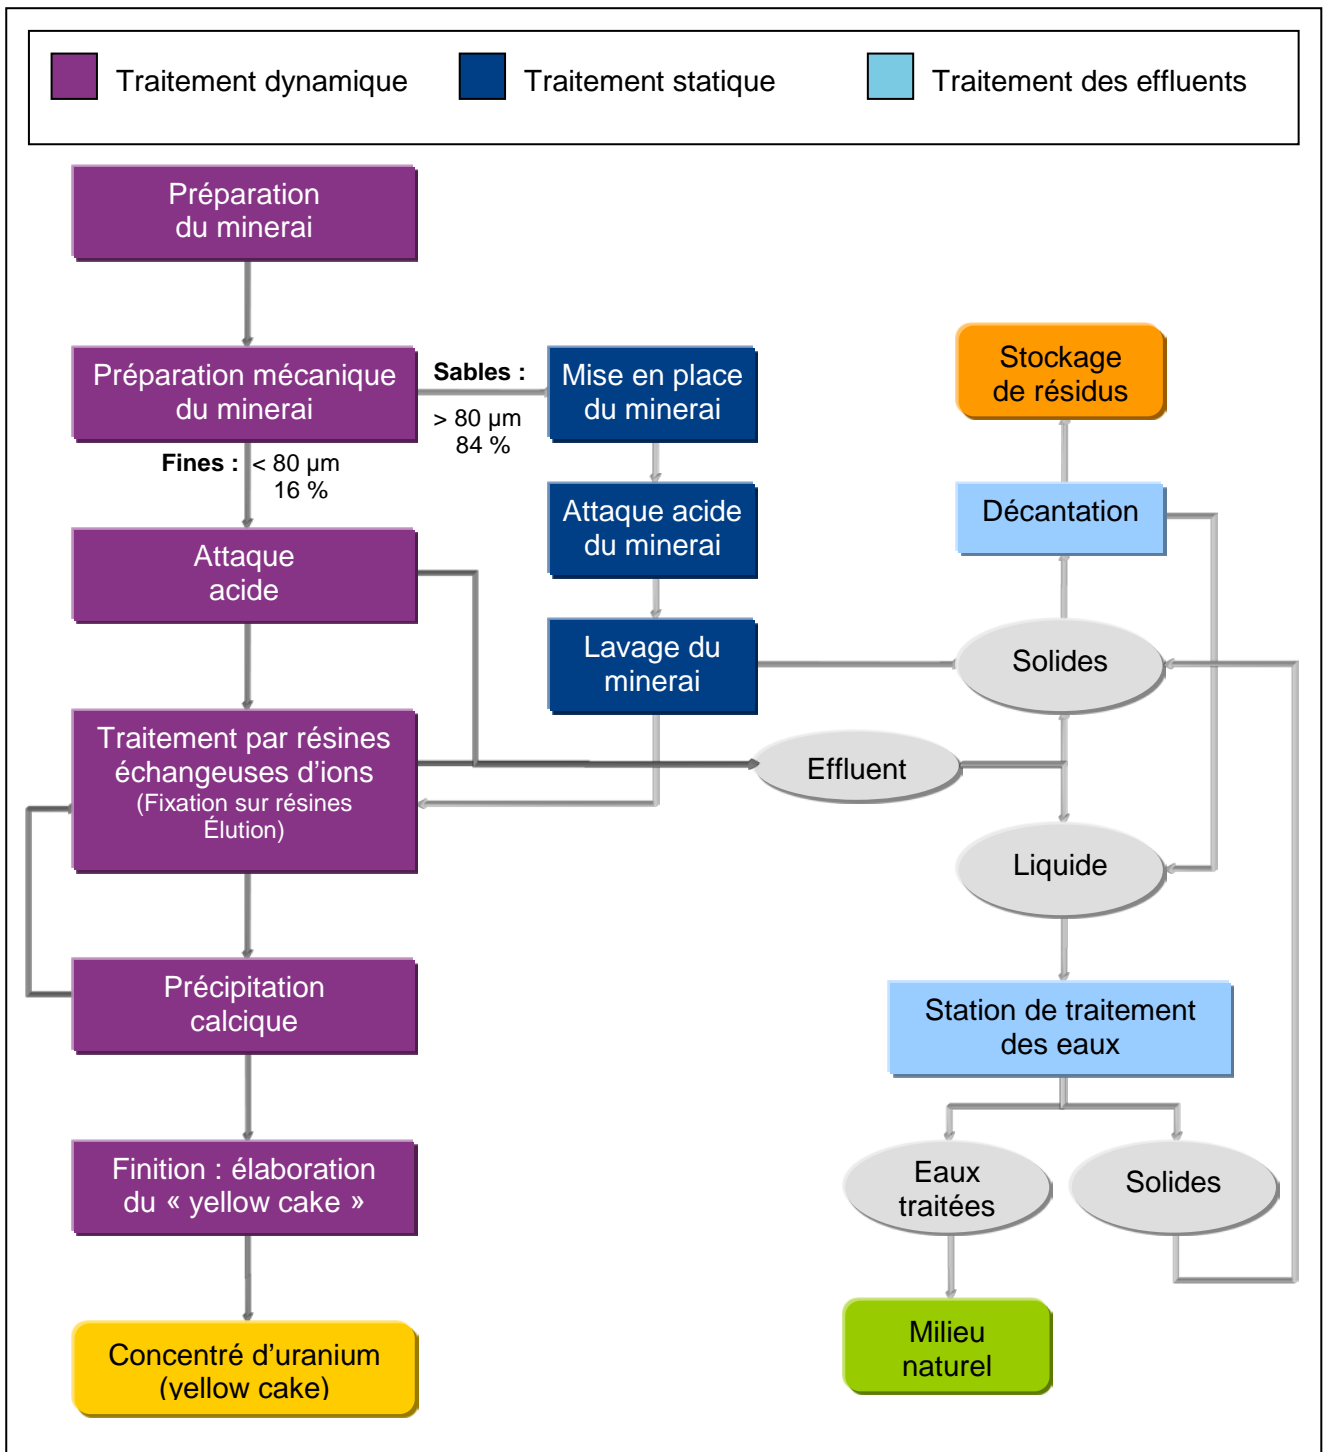 Traitement dynamique
Traitement statique
Traitement des effluents
Préparation
du minerai
Préparation mécanique
du minerai
Sables :
> 80 µm
84 %
Mise en place
du minerai
Stockage
de résidus
Fines : < 80 µm
16 %
Attaque acide
du minerai
Décantation
Attaque
acide
Lavage du
minerai
Solides
Traitement par résines
échangeuses d’ions
(Fixation sur résines
Élution)
Effluent
Liquide
Précipitation
calcique
Station de traitement
des eaux
Finition : élaboration
du « yellow cake »
Eaux
traitées
Solides
Concentré d’uranium
(yellow cake)
Milieu
naturel